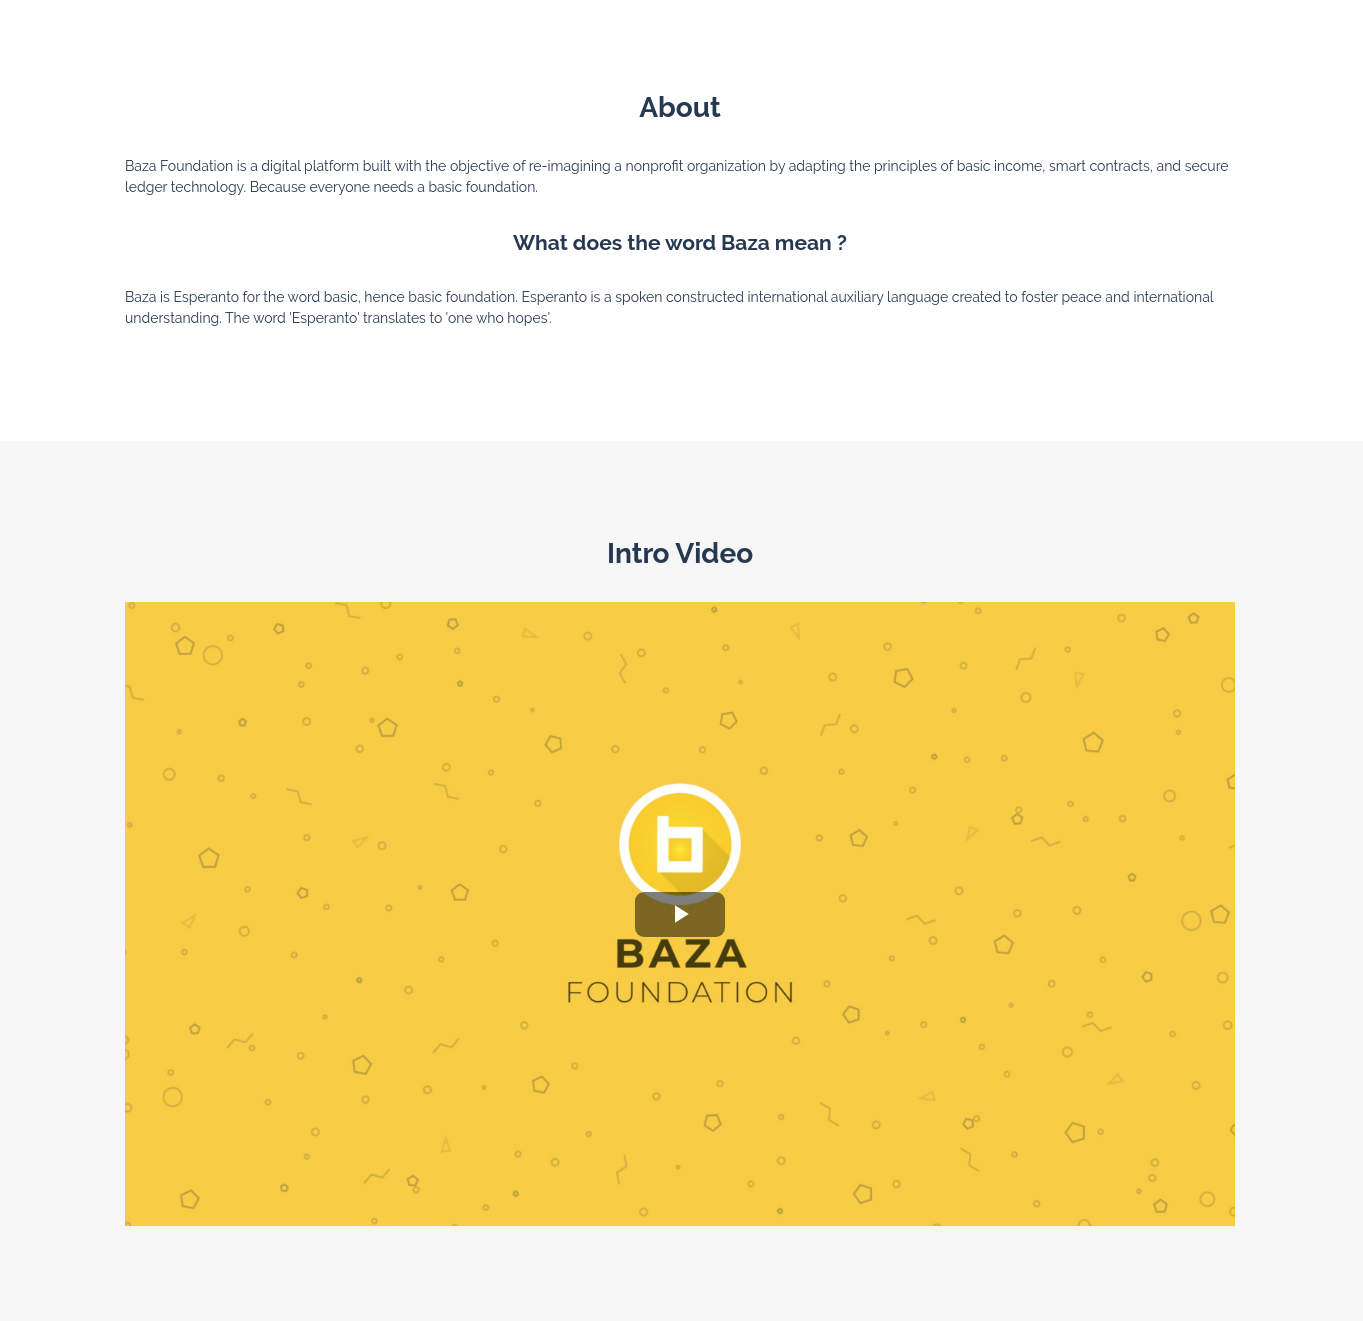 About
Baza Foundation is a digital platform built with the objective of re-imagining a nonprofit organization by adapting the principles of basic income, smart contracts, and secure
ledger technology. Because everyone needs a basic foundation.
What does the word Baza mean ?
Baza is Esperanto for the word basic, hence basic foundation. Esperanto is a spoken constructed international auxiliary language created to foster peace and international
understanding. The word 'Esperanto' translates to 'one who hopes'.
Intro Video
b
BAZA
FOUNDATION